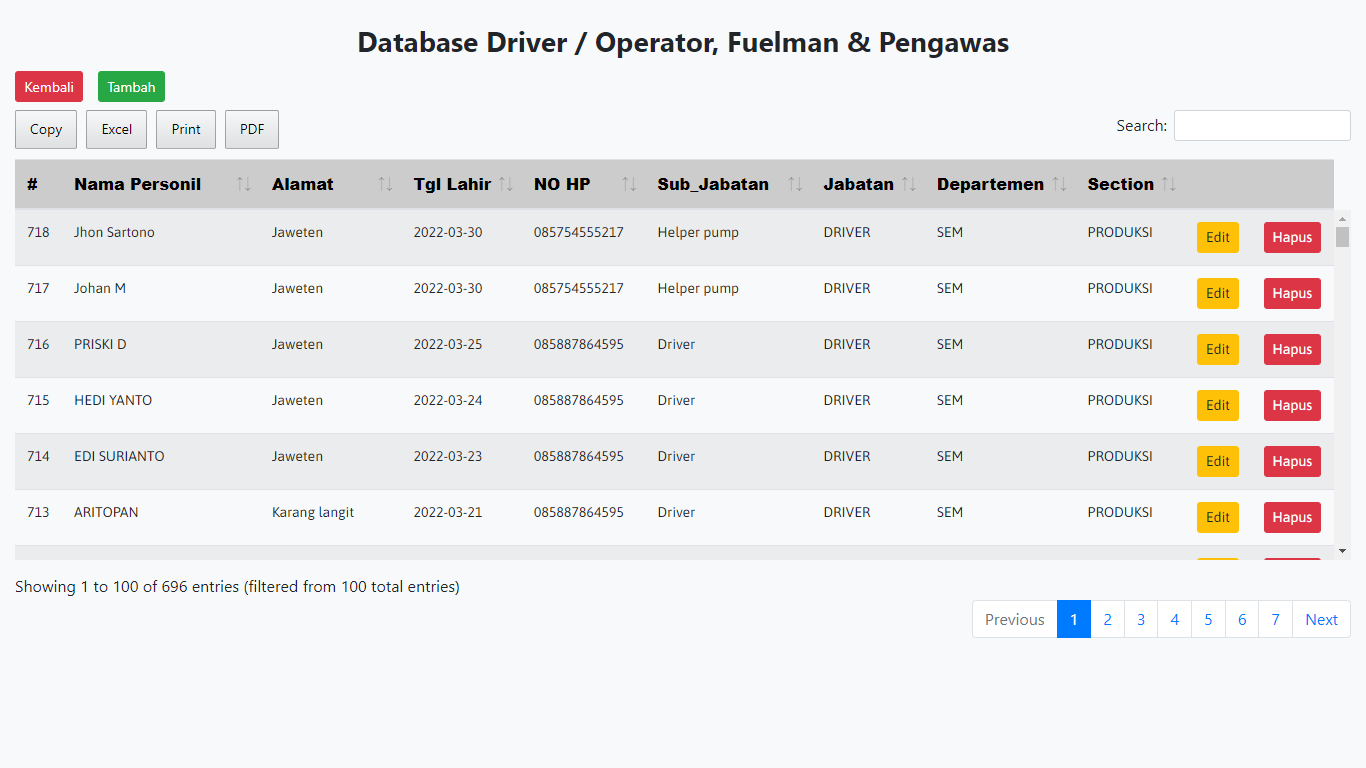 Database Driver / Operator, Fuelman & Pengawas
Kembali Tambah
Copy Excel Print PDF Search:
# Nama Personil Alamat Tgl Lahir NO HP Sub_Jabatan Jabatan Departemen Section
718 Jhon Sartono Jaweten 2022-03-30 085754555217 Helper pump DRIVER SEM PRODUKSI Edit Hapus
717 Johan M Jaweten 2022-03-30 085754555217 Helper pump DRIVER SEM PRODUKSI Edit Hapus
716 PRISKI D Jaweten 2022-03-25 085887864595 Driver DRIVER SEM PRODUKSI Edit Hapus
715 HEDI YANTO Jaweten 2022-03-24 085887864595 Driver DRIVER SEM PRODUKSI Edit Hapus
714 EDI SURIANTO Jaweten 2022-03-23 085887864595 Driver DRIVER SEM PRODUKSI Edit Hapus
713 ARITOPAN Karang langit 2022-03-21 085887864595 Driver DRIVER SEM PRODUKSI Edit Hapus
Showing 1 to 100 of 696 entries (filtered from 100 total entries)
Previous 1 2 3 4 5 6 7 Next